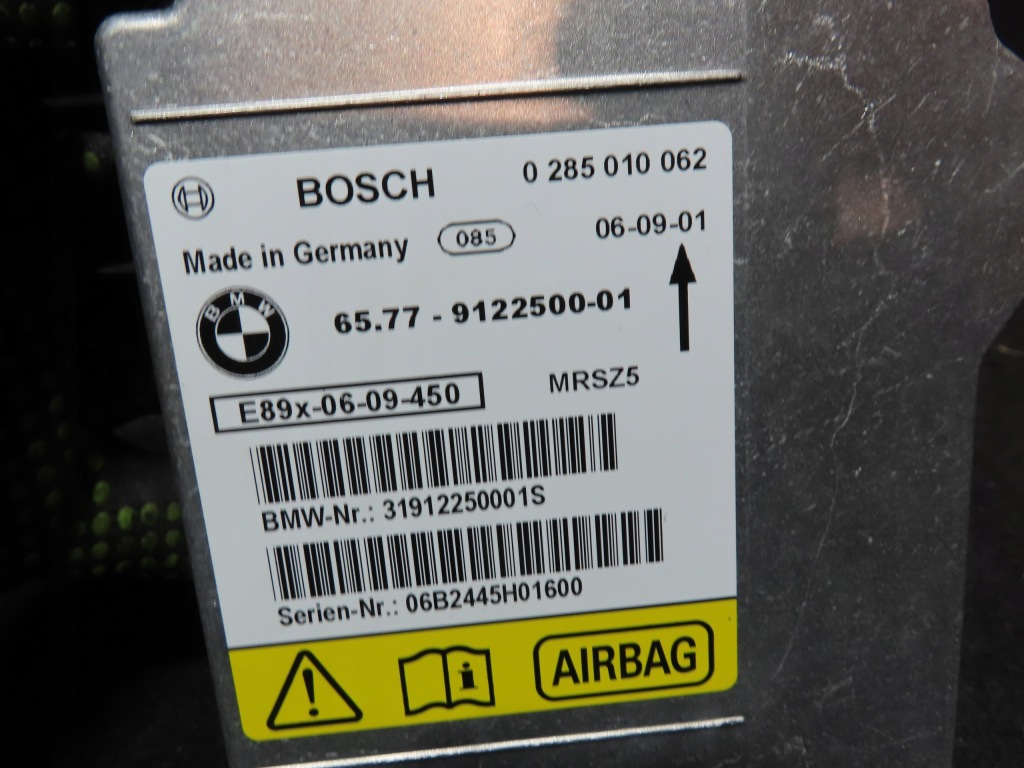 BOSCH 0 285 010 062
Made in Germany 085 06-09-01
BMW 65.77 - 9122500-01
E89x-06-09-450 MRSZ5
BMW-Nr.: 31912250001S
Serien-Nr.: 06B2445H01600
AIRBAG